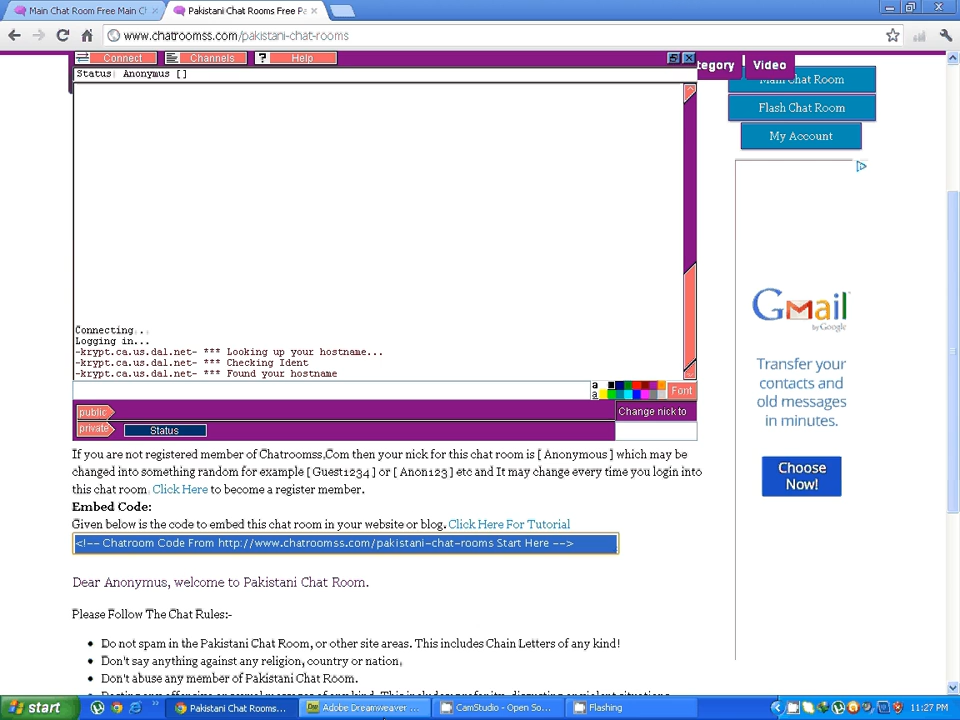 Main Chat Room Free Main C
Pakistani Chat Rooms Free Pa
www.chatroomss.com/pakistani-chat-rooms
Connect
Channels
? Help
tegory
Video
Status: Anonymous []
Main Chat Room
Flash Chat Room
My Account
Connecting...
Logging in...
-krypt.ca.us.dal.net- *** Looking up your hostname...
-krypt.ca.us.dal.net- *** Checking Ident
-krypt.ca.us.dal.net- *** Found your hostname
a
a
Font
public
Change nick to
private
Status
Gmail
by Google
Transfer your
contacts and
old messages
in minutes.
Choose
Now!
If you are not registered member of Chatroomss.Com then your nick for this chat room is [ Anonymous ] which may be
changed into something random for example [ Guest1234 ] or [ Anon123 ] etc and It may change every time you login into
this chat room. Click Here to become a register member.
Embed Code:
Given below is the code to embed this chat room in your website or blog. Click Here For Tutorial
<!-- Chatroom Code From http://www.chatroomss.com/pakistani-chat-rooms Start Here -->
Dear Anonymus, welcome to Pakistani Chat Room.
Please Follow The Chat Rules:-
Do not spam in the Pakistani Chat Room, or other site areas. This includes Chain Letters of any kind!
Don't say anything against any religion, country or nation,
Don't abuse any member of Pakistani Chat Room.
start
Pakistani Chat Rooms...
Adobe Dreamweaver ...
CamStudio - Open So...
Flashing
11:27 PM